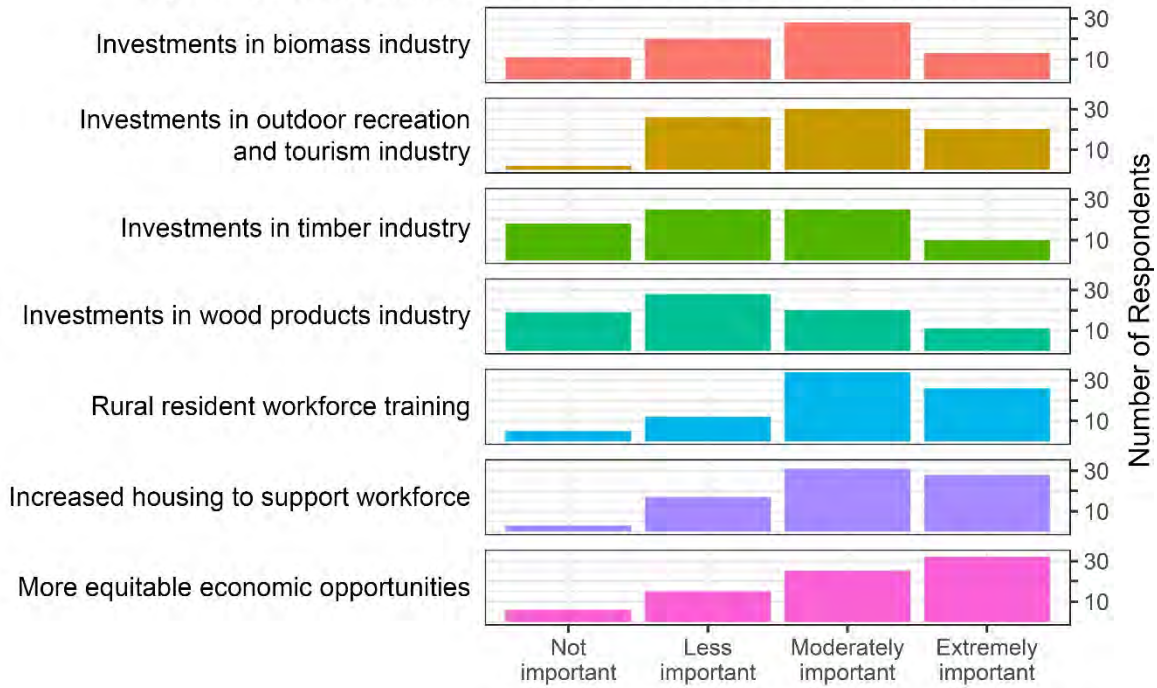 Investments in biomass industry
30
10
Investments in outdoor recreation
and tourism industry
30
10
Investments in timber industry
30
10
Investments in wood products industry
30
10
Rural resident workforce training
30
10
Increased housing to support workforce
30
10
More equitable economic opportunities
30
10
Number of Respondents
Not
important
Less
important
Moderately
important
Extremely
important